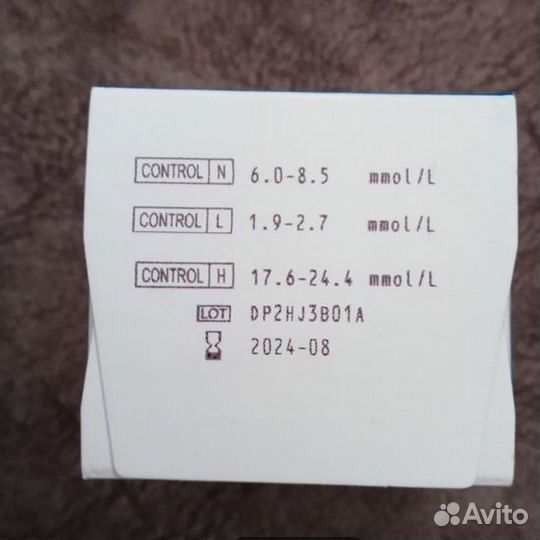 CONTROL N 6.0-8.5 mmol/L
CONTROL L 1.9-2.7 mmol/L
CONTROL H 17.6-24.4 mmol/L
LOT DP2HJ3B01A
2024-08
Avito